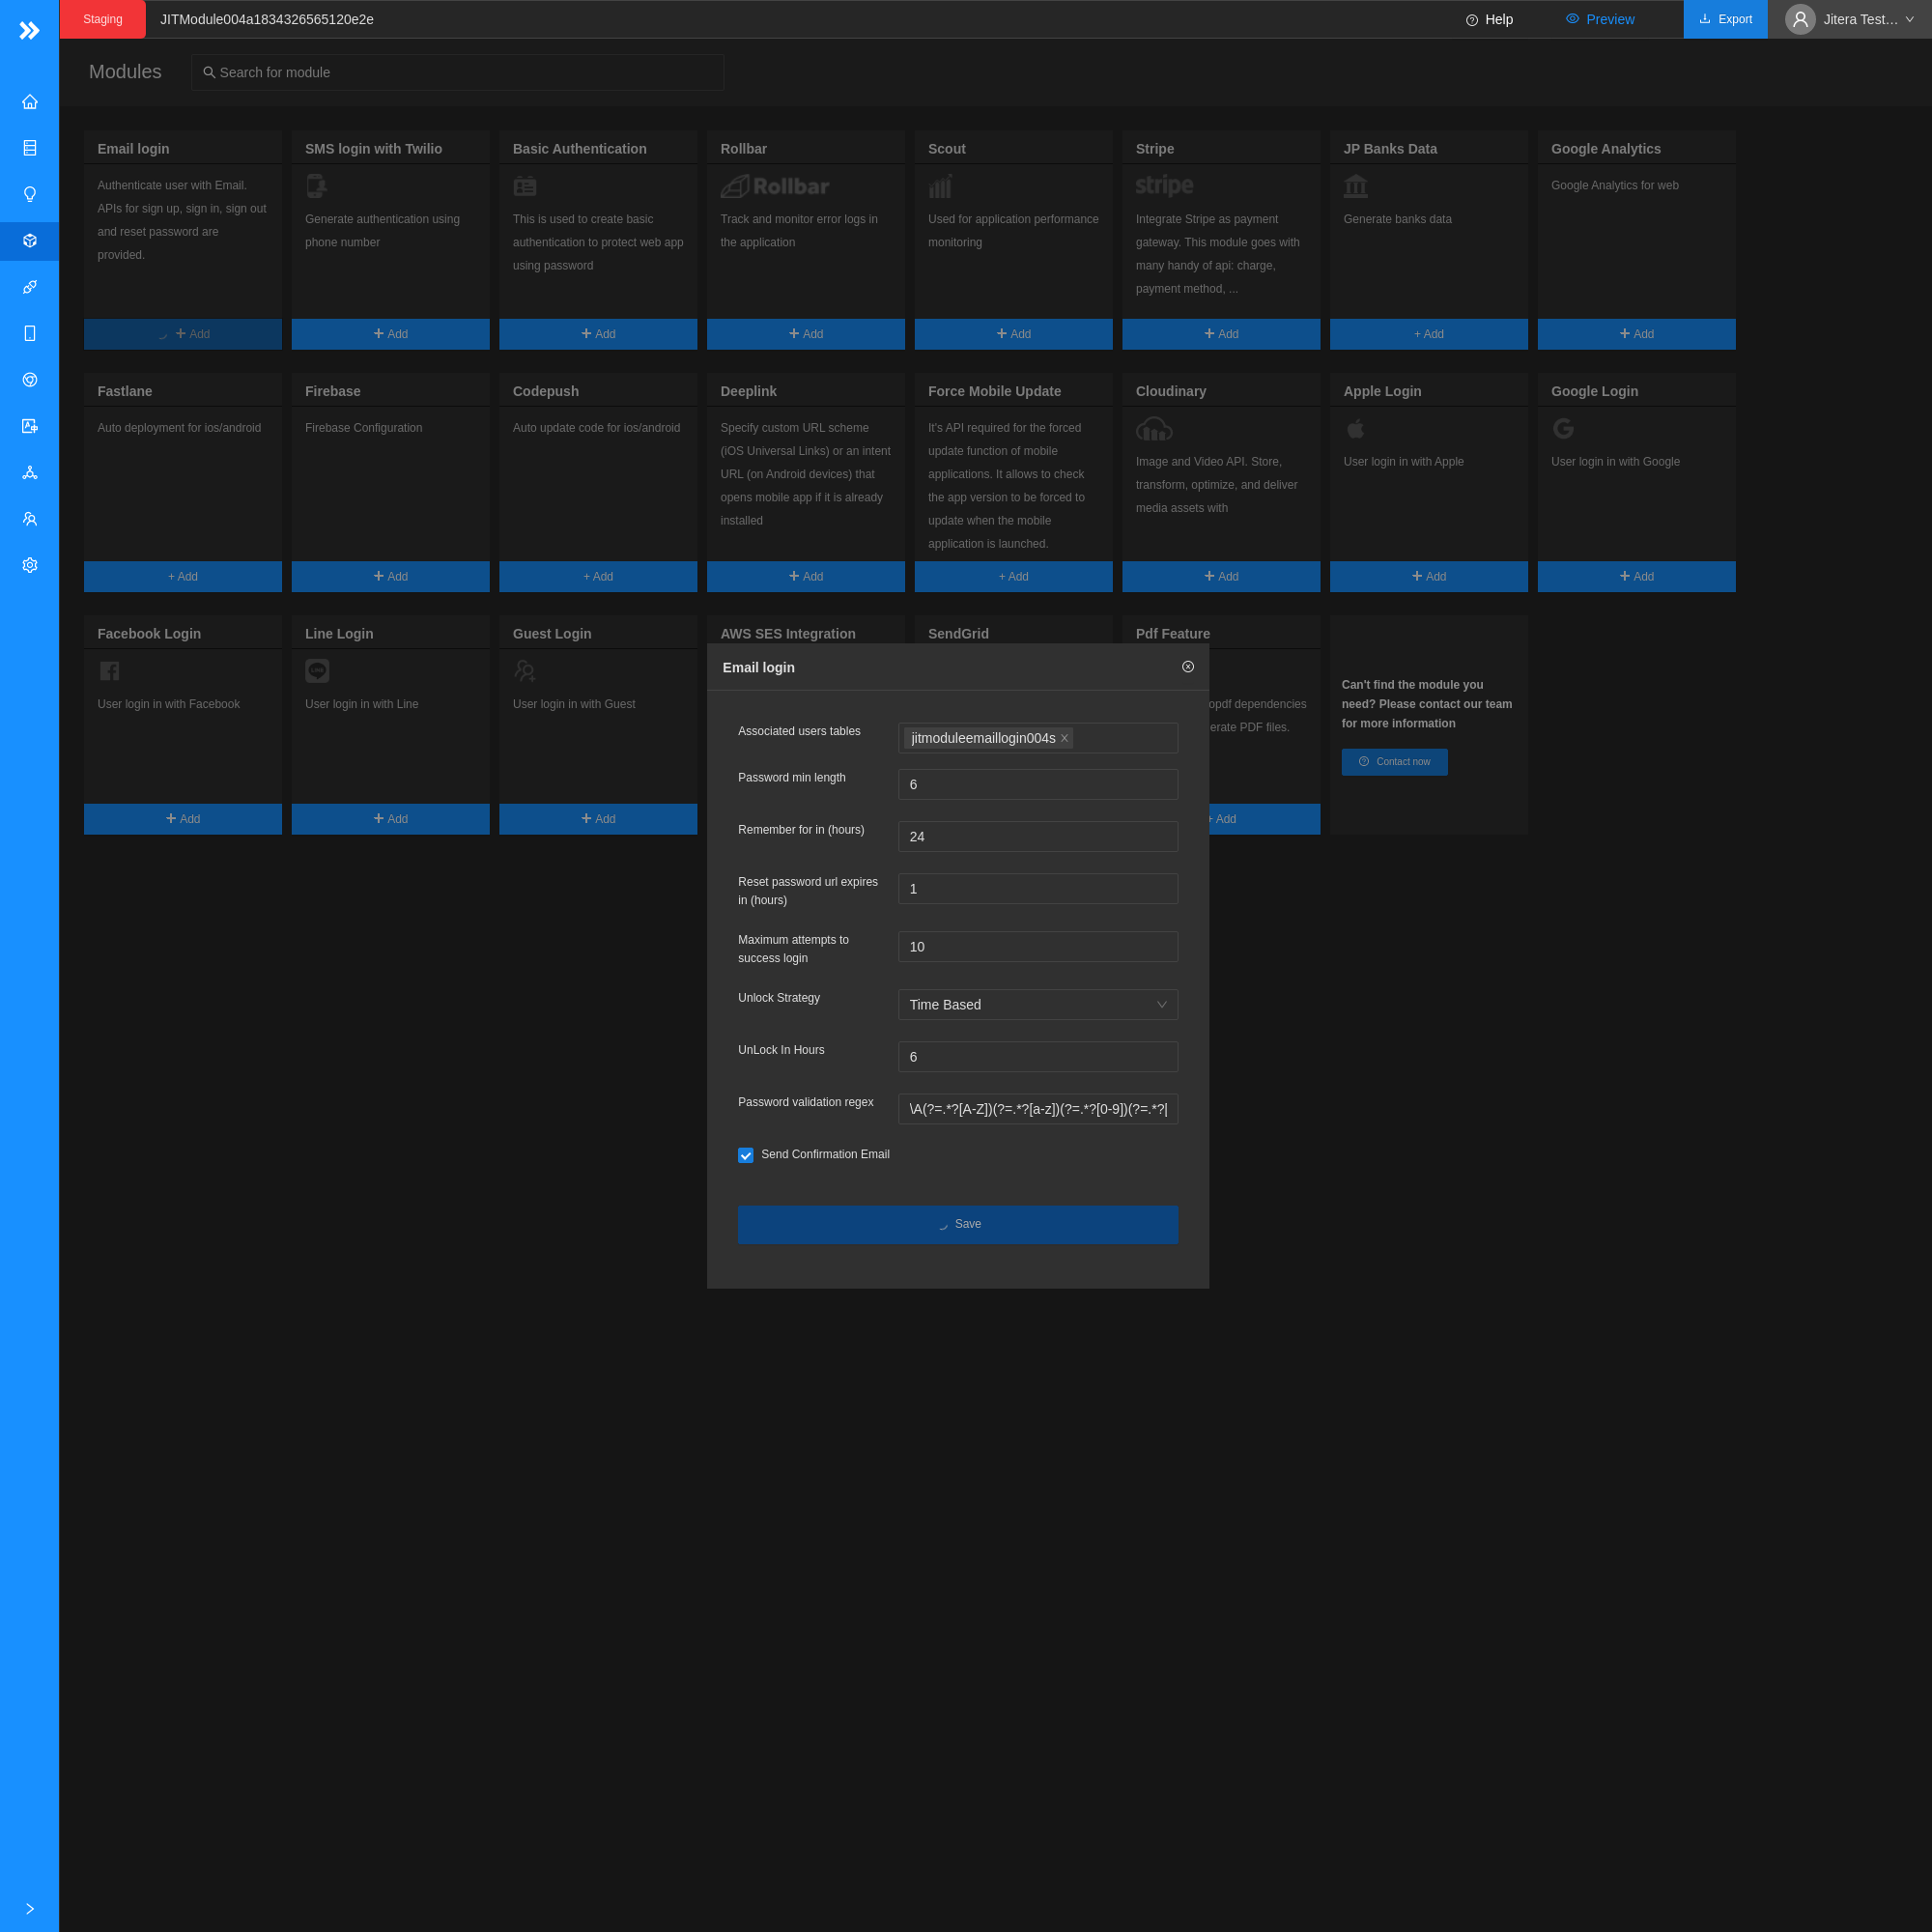 Staging
JITModule004a1834326565120e2e
Help
Preview
Export
Jitera Test…
Modules
Search for module
Email login
Authenticate user with Email.
APIs for sign up, sign in, sign out
and reset password are
provided.
+ Add
SMS login with Twilio
Generate authentication using
phone number
+ Add
Basic Authentication
This is used to create basic
authentication to protect web app
using password
+ Add
Rollbar
Rollbar
Track and monitor error logs in
the application
+ Add
Scout
Used for application performance
monitoring
+ Add
Stripe
stripe
Integrate Stripe as payment
gateway. This module goes with
many handy of api: charge,
payment method, ...
+ Add
JP Banks Data
Generate banks data
+ Add
Google Analytics
Google Analytics for web
+ Add
Fastlane
Auto deployment for ios/android
+ Add
Firebase
Firebase Configuration
+ Add
Codepush
Auto update code for ios/android
+ Add
Deeplink
Specify custom URL scheme
(iOS Universal Links) or an intent
URL (on Android devices) that
opens mobile app if it is already
installed
+ Add
Force Mobile Update
It's API required for the forced
update function of mobile
applications. It allows to check
the app version to be forced to
update when the mobile
application is launched.
+ Add
Cloudinary
Image and Video API. Store,
transform, optimize, and deliver
media assets with
+ Add
Apple Login
User login in with Apple
+ Add
Google Login
User login in with Google
+ Add
Facebook Login
User login in with Facebook
+ Add
Line Login
LINE
User login in with Line
+ Add
Guest Login
User login in with Guest
+ Add
AWS SES Integration
SendGrid
Pdf Feature
opdf dependencies
erate PDF files.
+ Add
Can't find the module you
need? Please contact our team
for more information
Contact now
Email login
Associated users tables
jitmoduleemaillogin004s
Password min length
6
Remember for in (hours)
24
Reset password url expires
in (hours)
1
Maximum attempts to
success login
10
Unlock Strategy
Time Based
UnLock In Hours
6
Password validation regex
\A(?=.*?[A-Z])(?=.*?[a-z])(?=.*?[0-9])(?=.*?[
Send Confirmation Email
Save